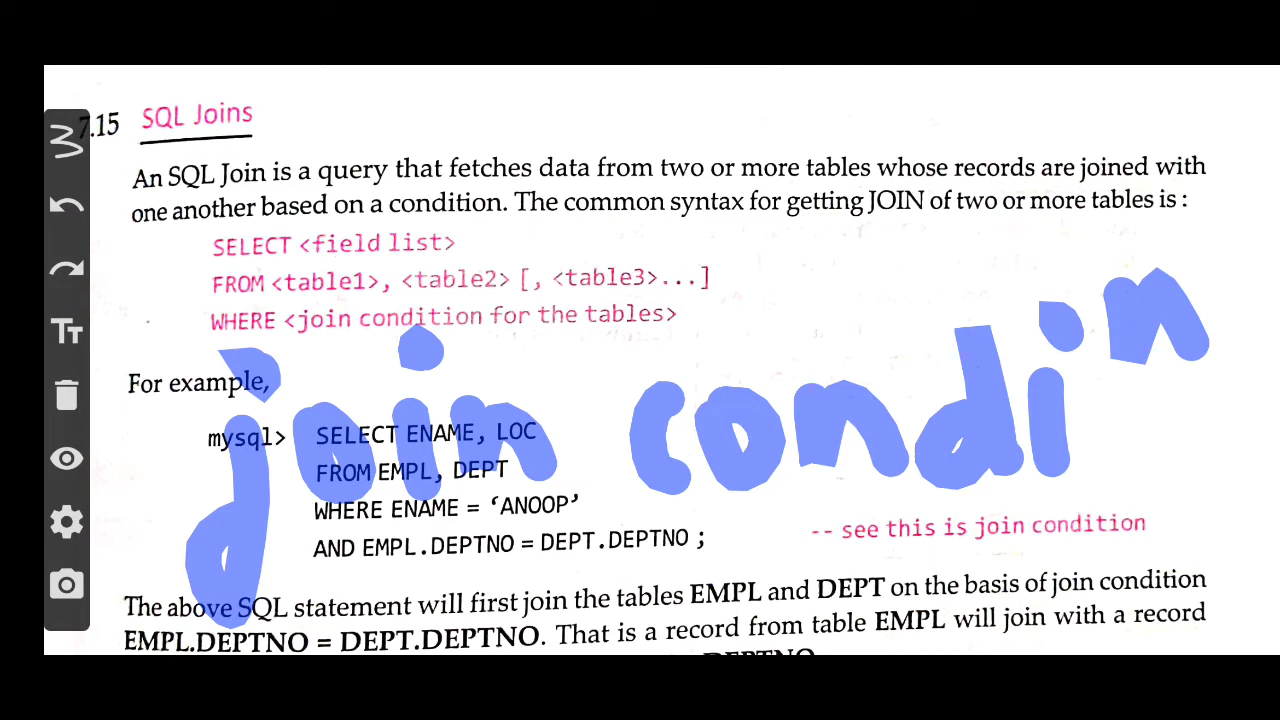 7.15 SQL Joins
An SQL Join is a query that fetches data from two or more tables whose records are joined with
one another based on a condition. The common syntax for getting JOIN of two or more tables is :
SELECT <field list>
FROM <table1>, <table2> [, <table3>...]
WHERE <join condition for the tables>
For example,
join condin
mysql> SELECT ENAME, LOC
FROM EMPL, DEPT
WHERE ENAME = ‘ANOOP’
AND EMPL.DEPTNO = DEPT.DEPTNO ; -- see this is join condition
The above SQL statement will first join the tables EMPL and DEPT on the basis of join condition
EMPL.DEPTNO = DEPT.DEPTNO. That is a record from table EMPL will join with a record